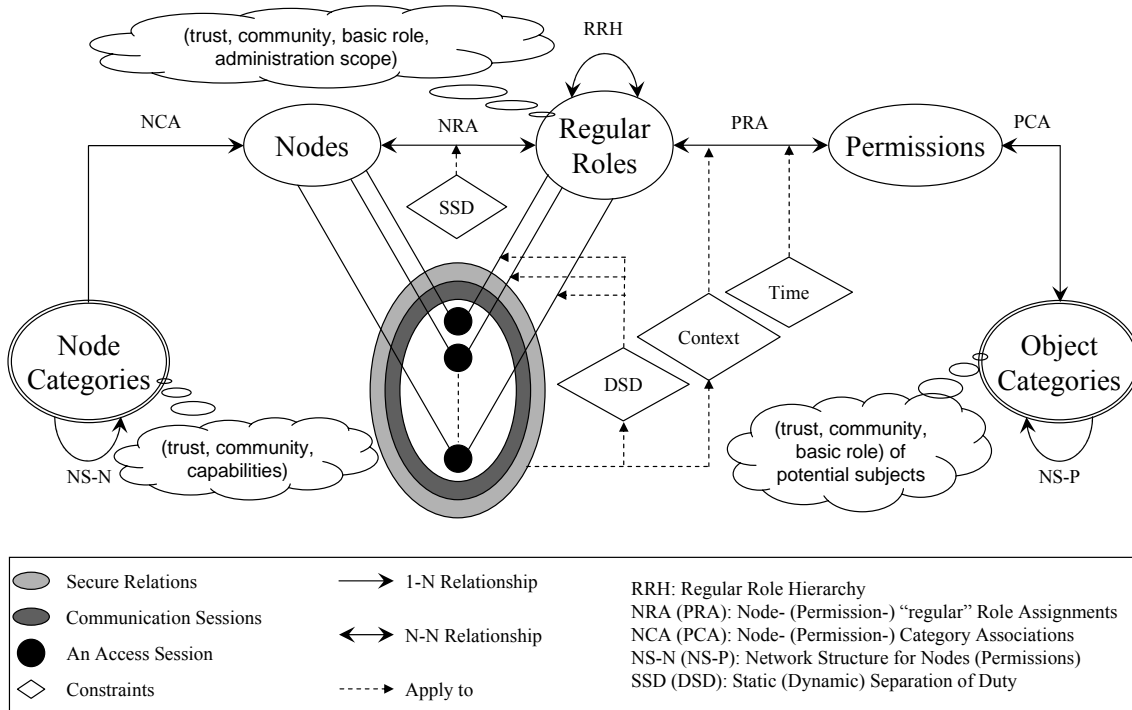 (trust, community, basic role,
administration scope)
RRH
NCA
NRA
PRA
PCA
Nodes
Regular
Roles
Permissions
SSD
Time
Context
DSD
Node
Categories
Object
Categories
(trust, community,
capabilities)
NS-N
(trust, community,
basic role) of
potential subjects
NS-P
Secure Relations
Communication Sessions
An Access Session
Constraints
1-N Relationship
N-N Relationship
Apply to
RRH: Regular Role Hierarchy
NRA (PRA): Node- (Permission-) “regular” Role Assignments
NCA (PCA): Node- (Permission-) Category Associations
NS-N (NS-P): Network Structure for Nodes (Permissions)
SSD (DSD): Static (Dynamic) Separation of Duty